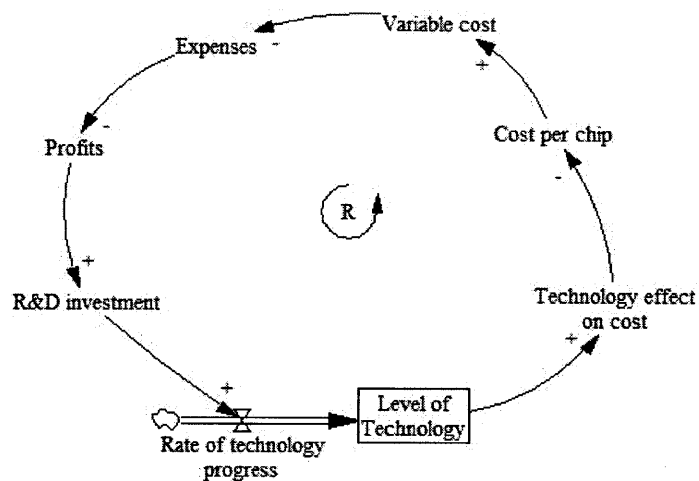 Variable cost
Expenses
-
+
-
Cost per chip
Profits
-
R
+
R&D investment
Technology effect
on cost
+
+
Level of
Technology
Rate of technology
progress